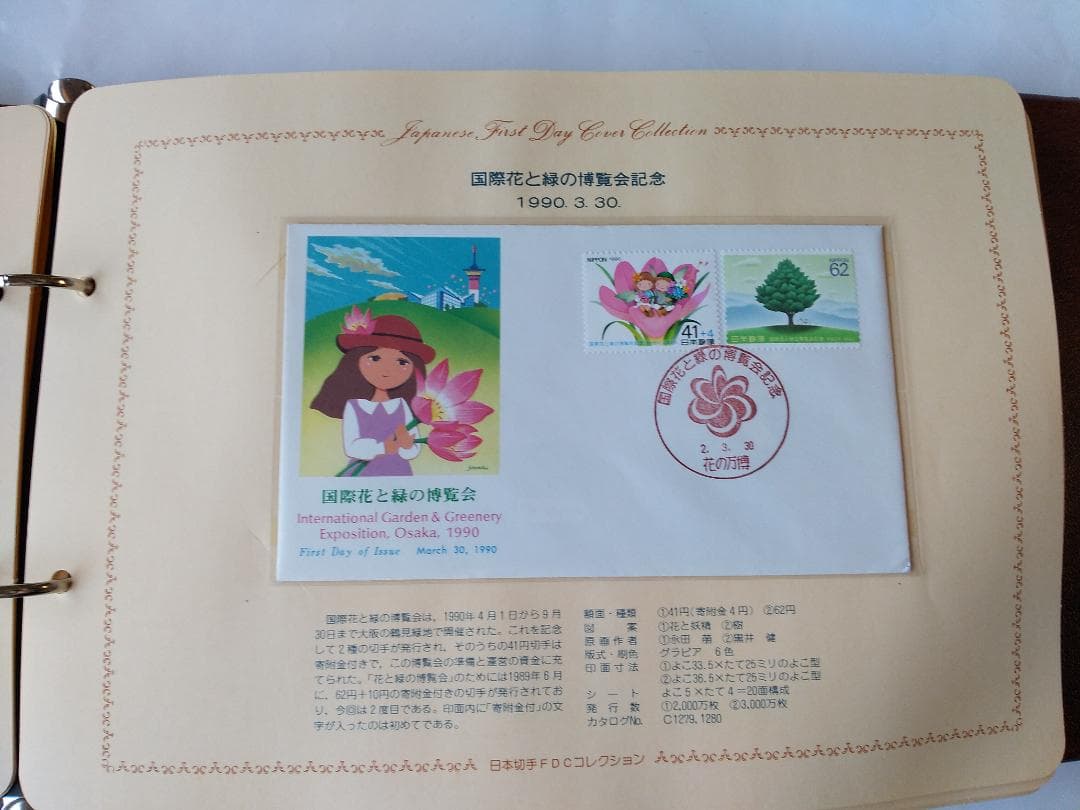 Japanese, First Day Cover Collection
国際花と緑の博覧会記念
1990. 3. 30.
NIPPON 1990
41+4
日本郵便
NIPPON
62
日本郵便
国際花と緑の博覧会記念
2. 3. 30
花の万博
国際花と緑の博覧会
International Garden & Greenery
Exposition, Osaka, 1990
First Day of Issue March 30, 1990
国際花と緑の博覧会は，1990年4月1日から9月
30日まで大阪の鶴見緑地で開催された。これを記念
して2種の切手が発行され，そのうちの41円切手は
寄附金付きで，この博覧会の準備と運営の資金に充
てられた。「花と緑の博覧会」のためには1989年6月
に，62円+10円の寄附金付きの切手が発行されてお
り，今回は2度目である。印面内に「寄附金付」の文
字が入ったのは初めてである。
額面・種類 ①41円(寄附金4円) ②62円
図案 ①花と妖精 ②樹
原画作者 ①永田 萠 ②黒井 健
版式・刷色 グラビア 6色
印面寸法 ①よこ33.5×たて25ミリのよこ型
②よこ36.5×たて25ミリのよこ型
シート よこ5×たて4=20面構成
発行数 ①2,000万枚 ②3,000万枚
カタログNo. C1279, 1280
日本切手FDCコレクション